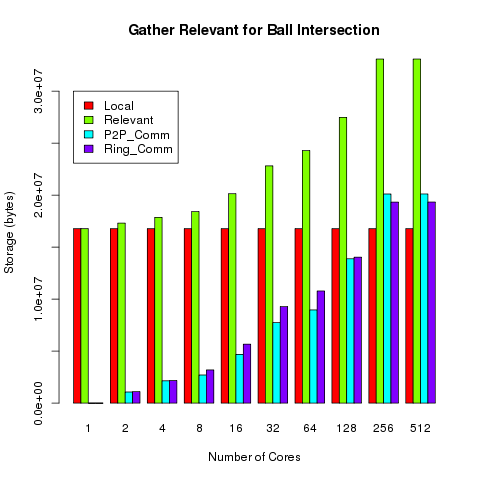 Gather Relevant for Ball Intersection
Storage (bytes)
3.0e+07
2.0e+07
1.0e+07
0.0e+00
Local
Relevant
P2P_Comm
Ring_Comm
1 2 4 8 16 32 64 128 256 512
Number of Cores